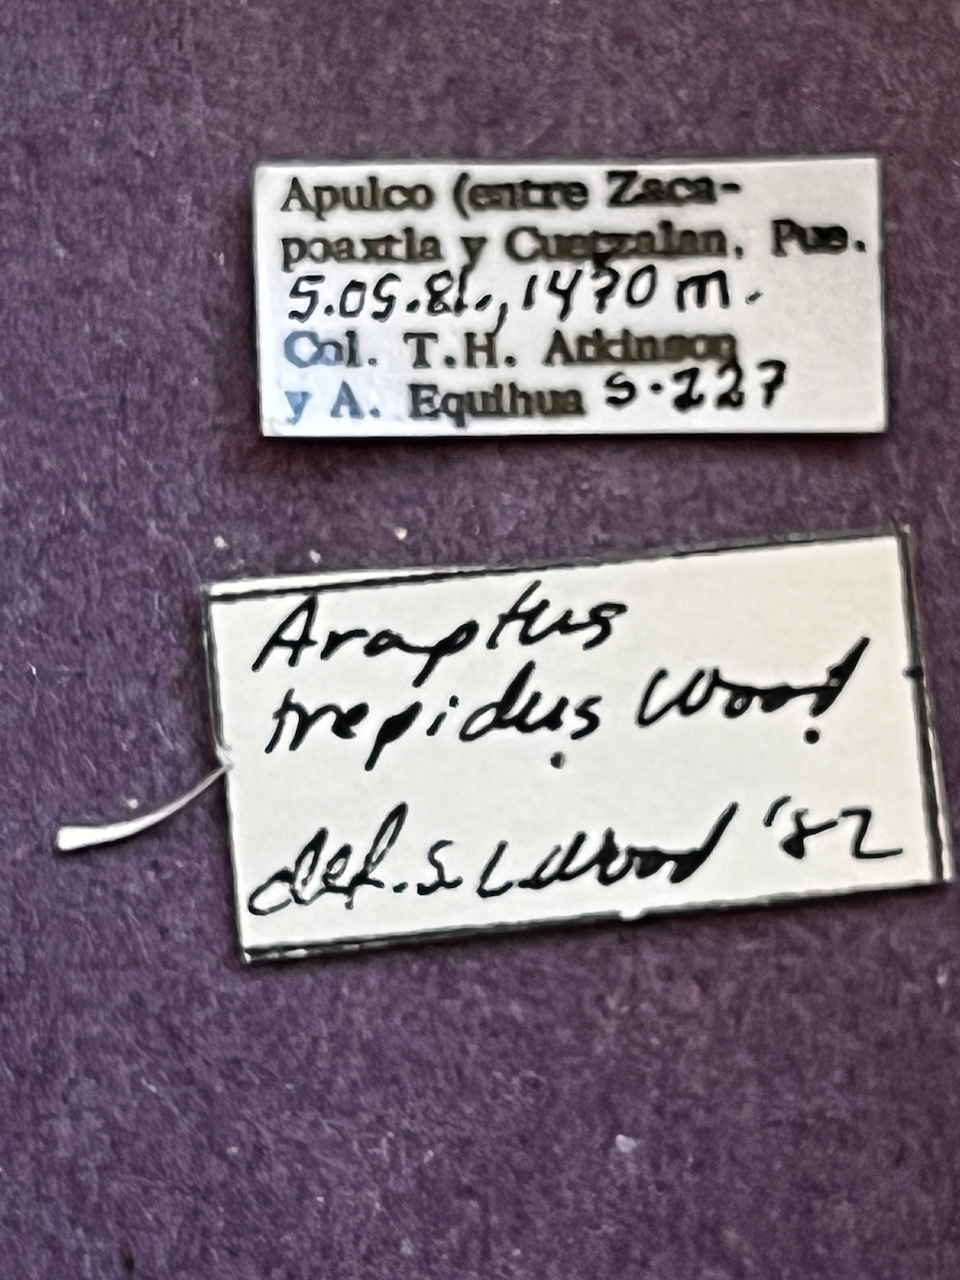 Apulco (entre Zaca-
poaxtla y Cuetzalan, Pue.
5.05.81., 1470 m.
Col. T.H. Atkinson
y A. Equihua S-227
Araptus
trepidus Wood
det. S L Wood '82